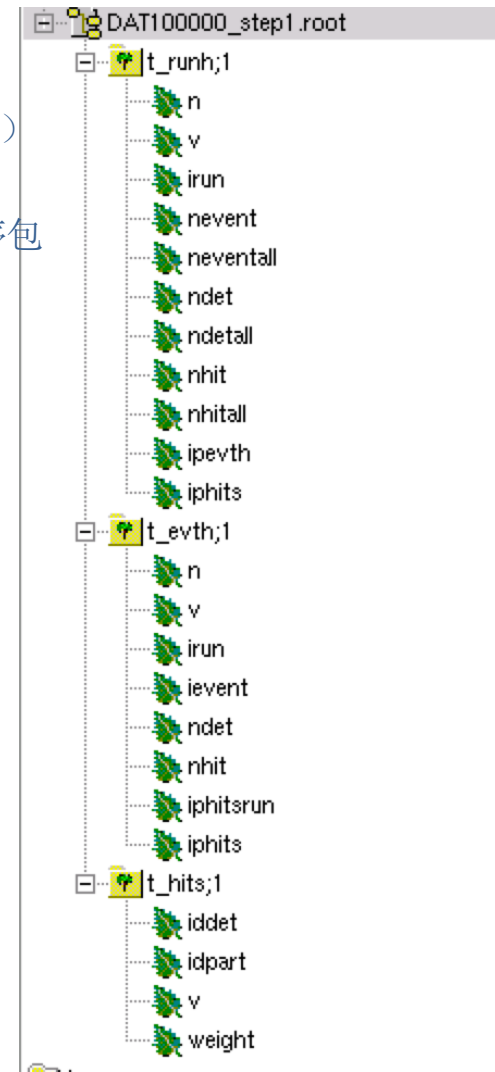 DAT100000_step1.root
t_runh;1
n
）
v
irun
nevent
包
neventall
ndet
ndetall
nhit
nhitall
ipevth
iphits
t_evth;1
n
v
irun
ievent
ndet
nhit
iphitsrun
iphits
t_hits;1
iddet
idpart
v
weight